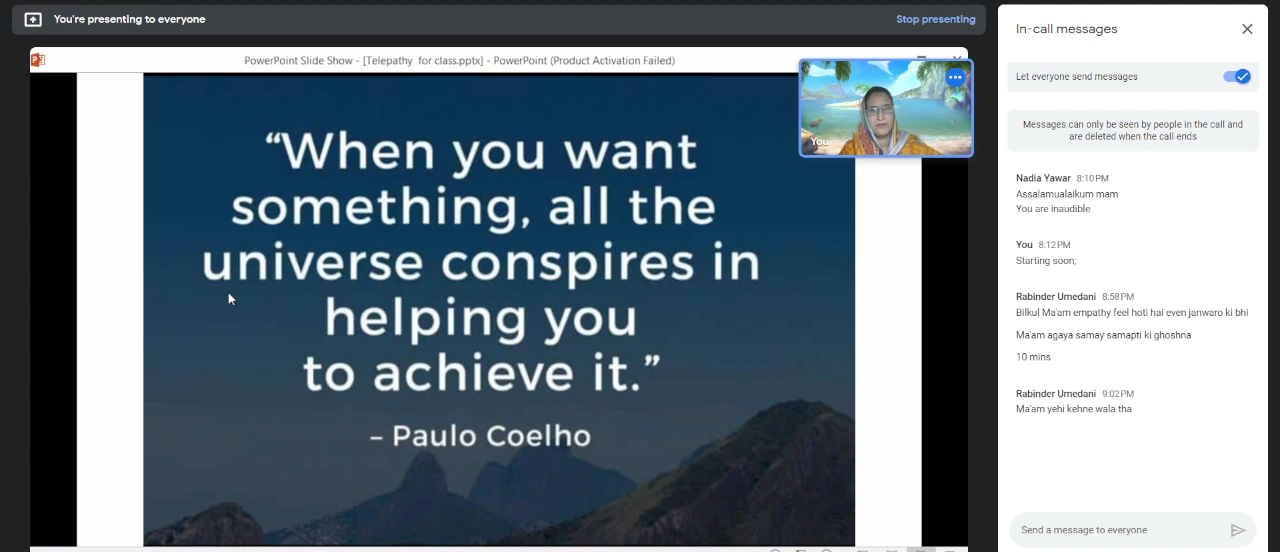 You're presenting to everyone
Stop presenting
PowerPoint Slide Show - [Telepathy  for class.pptx] - PowerPoint (Product Activation Failed)
“When you want
something, all the
universe conspires in
helping you
to achieve it.”
– Paulo Coelho
You
In-call messages
Let everyone send messages
Messages can only be seen by people in the call and
are deleted when the call ends
Nadia Yawar 8:10 PM
Assalamualaikum mam
You are inaudible
You 8:12 PM
Starting soon;
Rabinder Umedani 8:58 PM
Bilkul Ma'am empathy feel hoti hai even janwaro ki bhi
Ma'am agaya samay samapti ki ghoshna
10 mins
Rabinder Umedani 9:02 PM
Ma'am yehi kehne wala tha
Send a message to everyone